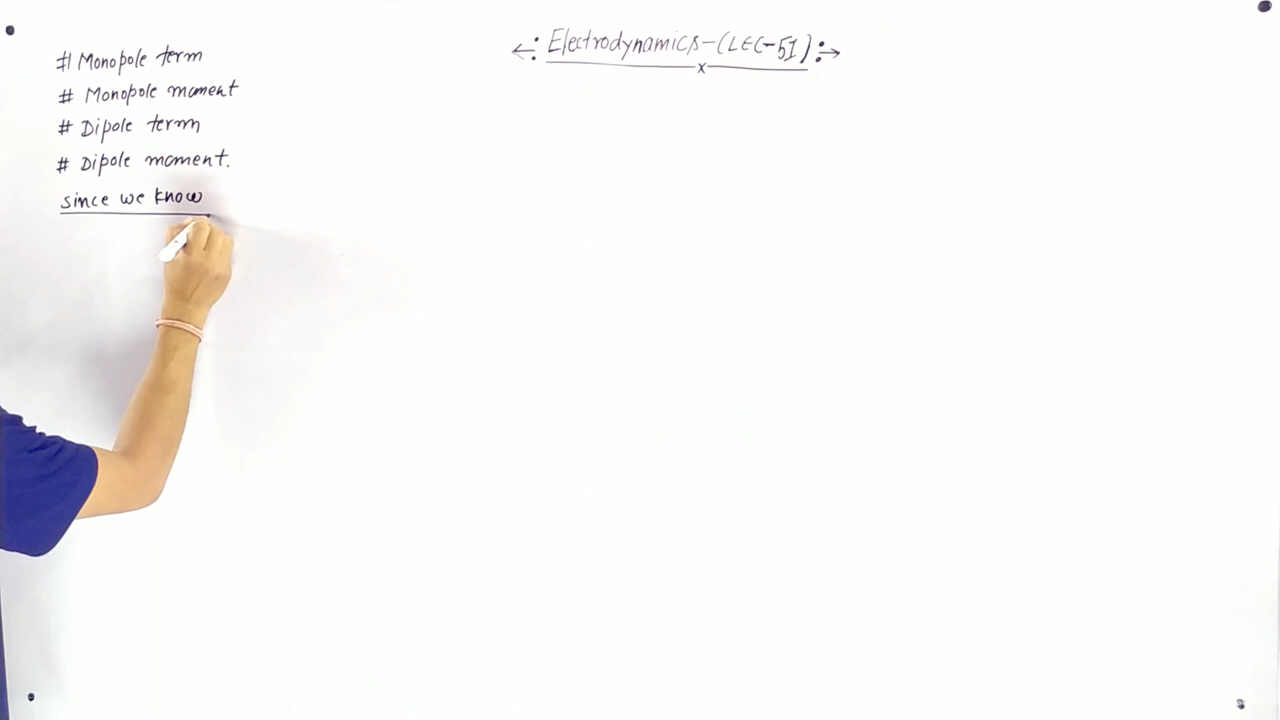 ←: Electrodynamics-(LEC-51) :→
x
# Monopole term
# Monopole moment
# Dipole term
# Dipole moment.
since we know